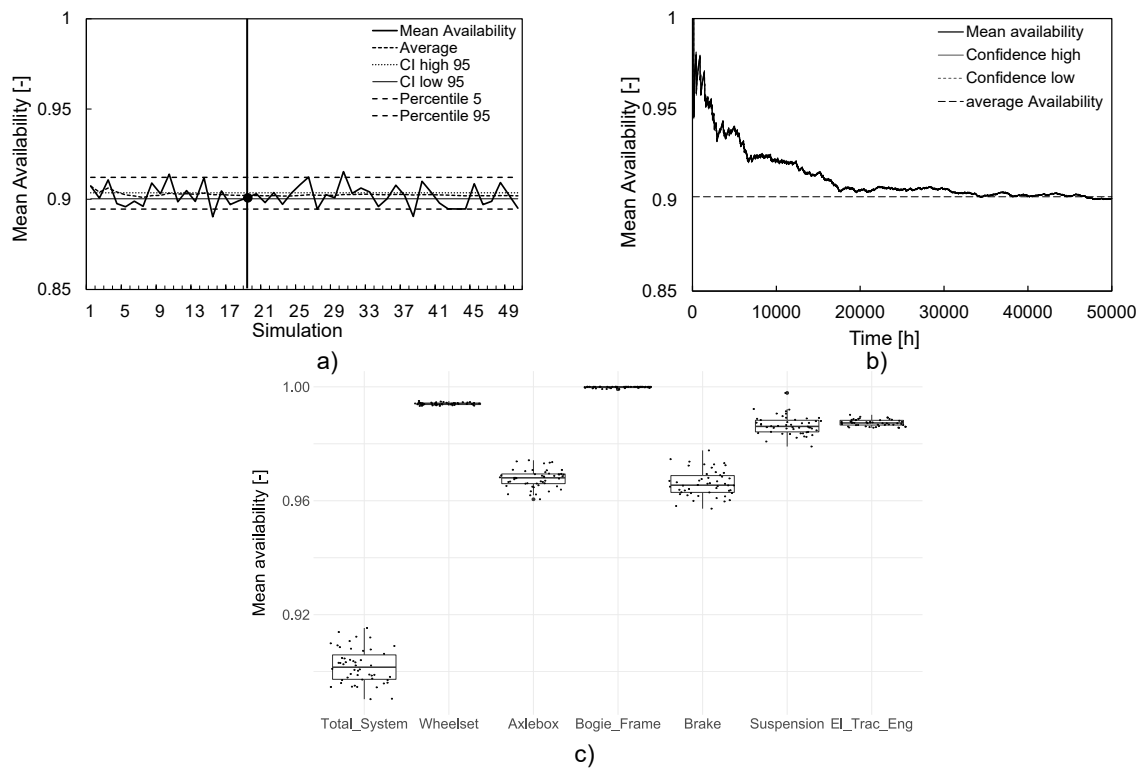 1
0.95
0.9
0.85
Mean Availability [-]
Mean Availability
Average
CI high 95
CI low 95
Percentile 5
Percentile 95
1 5 9 13 17 21 25 29 33 37 41 45 49
Simulation
a)
1
0.95
0.9
0.85
Mean Availability [-]
Mean availability
Confidence high
Confidence low
average Availability
0 10000 20000 30000 40000 50000
Time [h]
b)
1.00
0.96
0.92
Mean availability
Total_System Wheelset Axlebox Bogie_Frame Brake Suspension El_Trac_Eng
c)